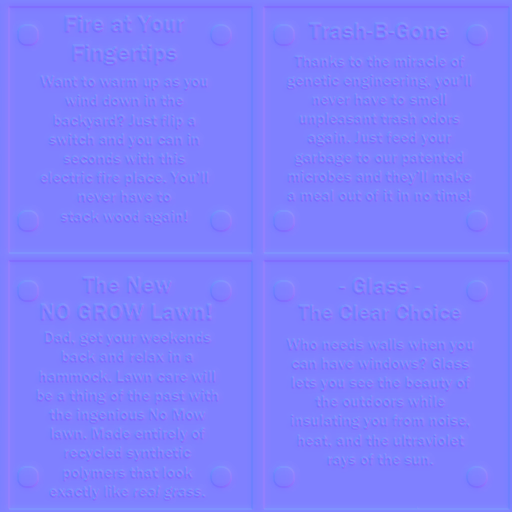 Fire at Your
Fingertips
Want to warm up as you
wind down in the
backyard? Just flip a
switch and you can in
seconds with this
electric fire place. You'll
never have to
stack wood again!
Trash-B-Gone
Thanks to the miracle of
genetic engineering, you'll
never have to smell
unpleasant trash odors
again. Just feed your
garbage to our patented
microbes and they'll make
a meal out of it in no time!
The New
NO GROW Lawn!
Dad, get your weekends
back and relax in a
hammock. Lawn care will
be a thing of the past with
the ingenious No Mow
lawn. Made entirely of
recycled synthetic
polymers that look
exactly like real grass.
- Glass -
The Clear Choice
Who needs walls when you
can have windows? Glass
lets you see the beauty of
the outdoors while
insulating you from noise,
heat, and the ultraviolet
rays of the sun.